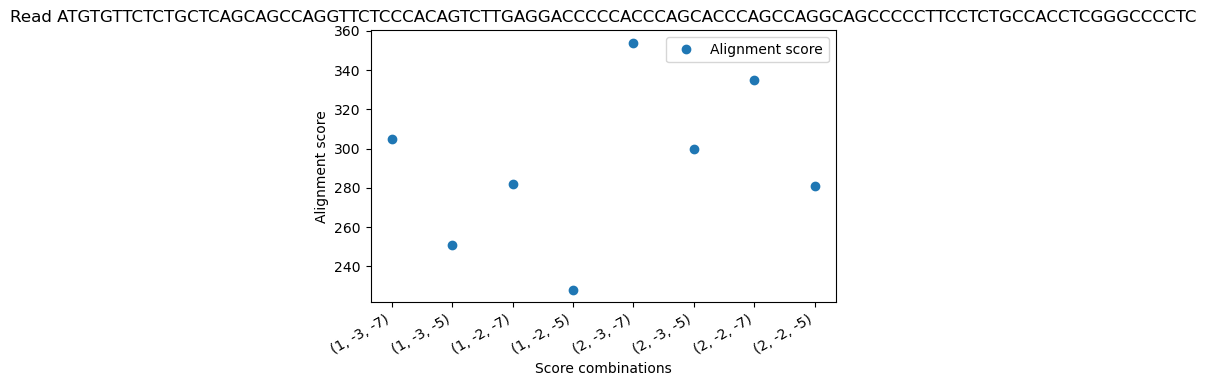 Read ATGTGTTCTCTGCTCAGCAGCCAGGTTCTCCCACAGTCTTGAGGACCCCCACCCAGCACCCAGCCAGGCAGCCCCCTTCCTCTGCCACCTCGGGCCCCTC
360
340
320
300
280
260
240
Alignment score
Alignment score
(1, -3, -7)
(1, -3, -5)
(1, -2, -7)
(1, -2, -5)
(2, -3, -7)
(2, -3, -5)
(2, -2, -7)
(2, -2, -5)
Score combinations